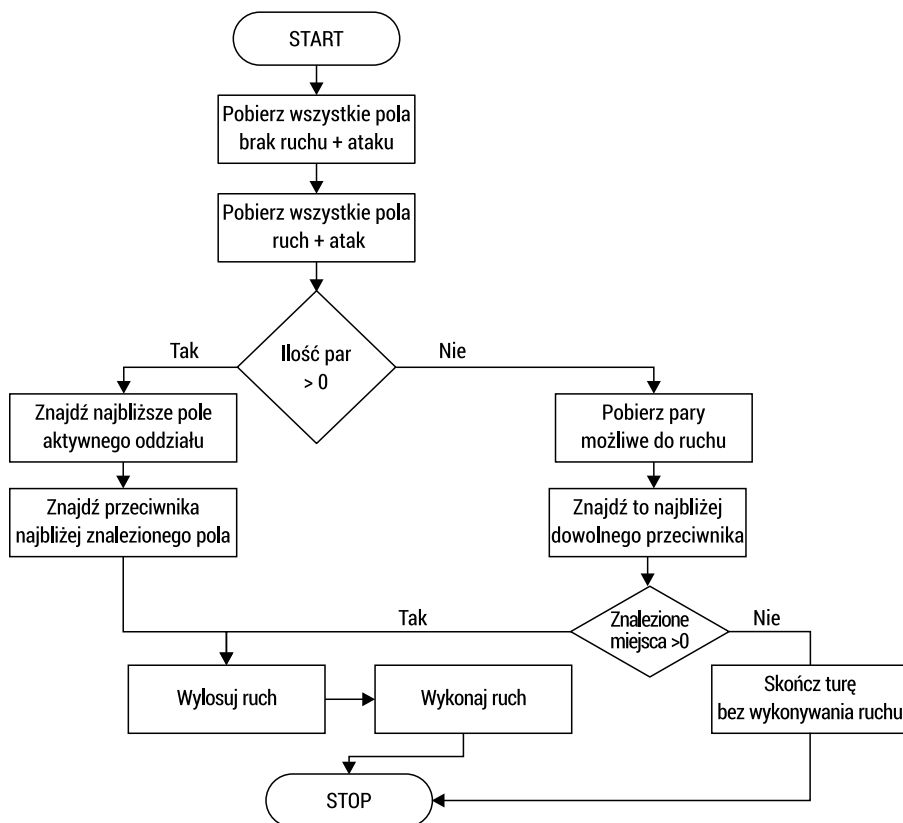 START
Pobierz wszystkie pola
brak ruchu + ataku
Pobierz wszystkie pola
ruch + atak
Ilość par
> 0
Tak
Nie
Znajdź najbliższe pole
aktywnego oddziału
Znajdź przeciwnika
najbliżej znalezionego pola
Pobierz pary
możliwe do ruchu
Znajdź to najbliżej
dowolnego przeciwnika
Znalezione
miejsca >0
Tak
Nie
Wylosuj ruch
Wykonaj ruch
Skończ turę
bez wykonywania ruchu
STOP